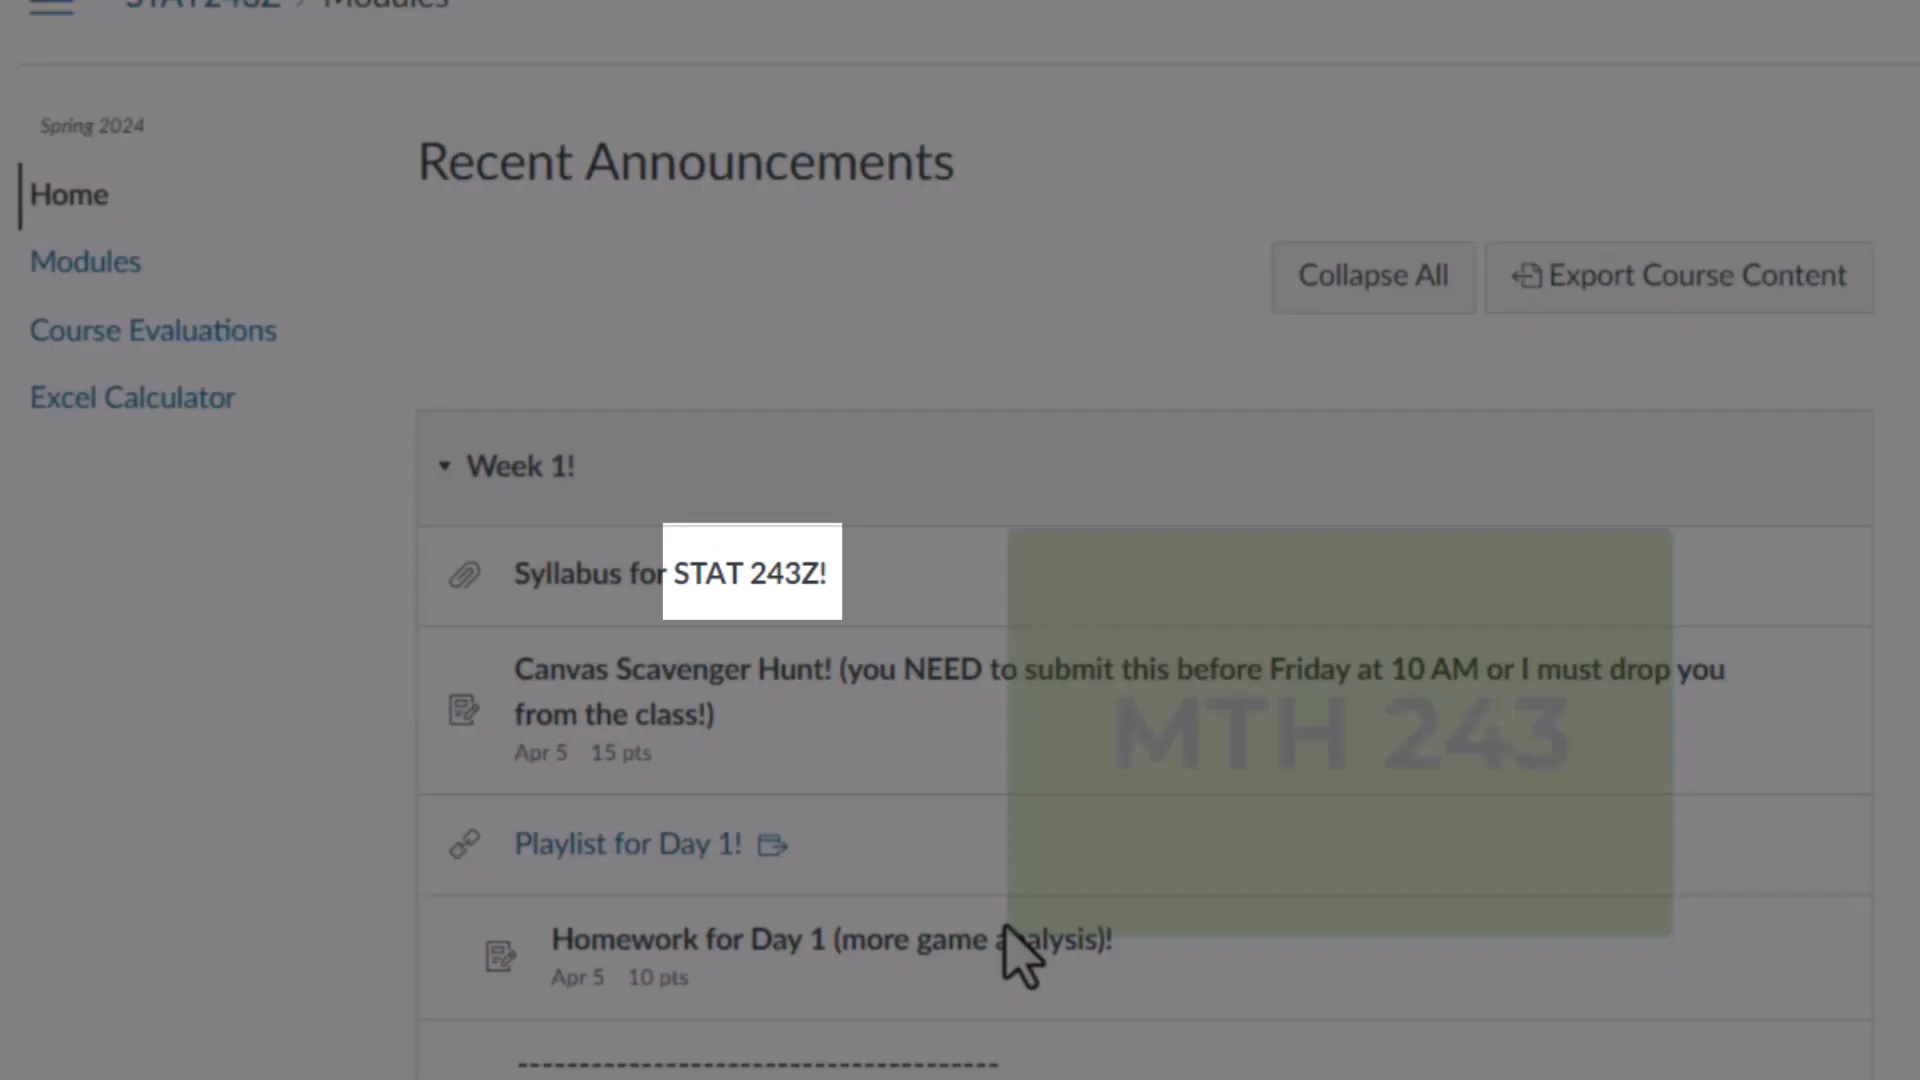 STAT243Z > Modules
Spring 2024
Home
Modules
Course Evaluations
Excel Calculator
Recent Announcements
Collapse All
Export Course Content
Week 1!
Syllabus for STAT 243Z!
Canvas Scavenger Hunt! (you NEED to submit this before Friday at 10 AM or I must drop you
from the class!)
Apr 5 15 pts
MTH 243
Playlist for Day 1!
Homework for Day 1 (more game analysis)!
Apr 5 10 pts
---------------------------------------